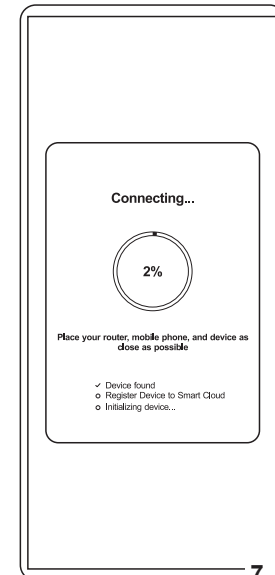 Connecting...
2%
Place your router, mobile phone, and device as
close as possible
✓ Device found
○ Register Device to Smart Cloud
○ Initializing device...
7